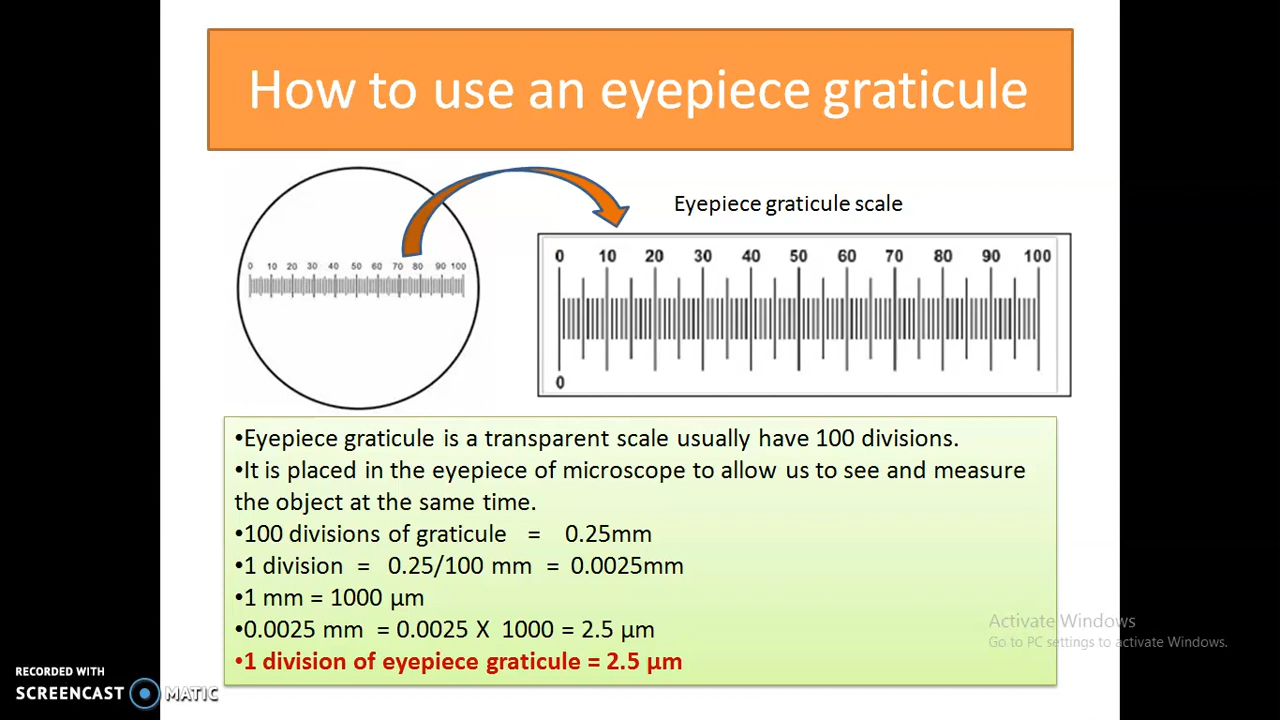 How to use an eyepiece graticule
Eyepiece graticule scale
0 10 20 30 40 50 60 70 80 90 100
0 10 20 30 40 50 60 70 80 90 100
0
•Eyepiece graticule is a transparent scale usually have 100 divisions.
•It is placed in the eyepiece of microscope to allow us to see and measure
the object at the same time.
•100 divisions of graticule = 0.25mm
•1 division = 0.25/100 mm = 0.0025mm
•1 mm = 1000 µm
•0.0025 mm = 0.0025 X 1000 = 2.5 µm
•1 division of eyepiece graticule = 2.5 µm
Activate Windows
Go to PC settings to activate Windows.
RECORDED WITH
SCREENCAST MATIC